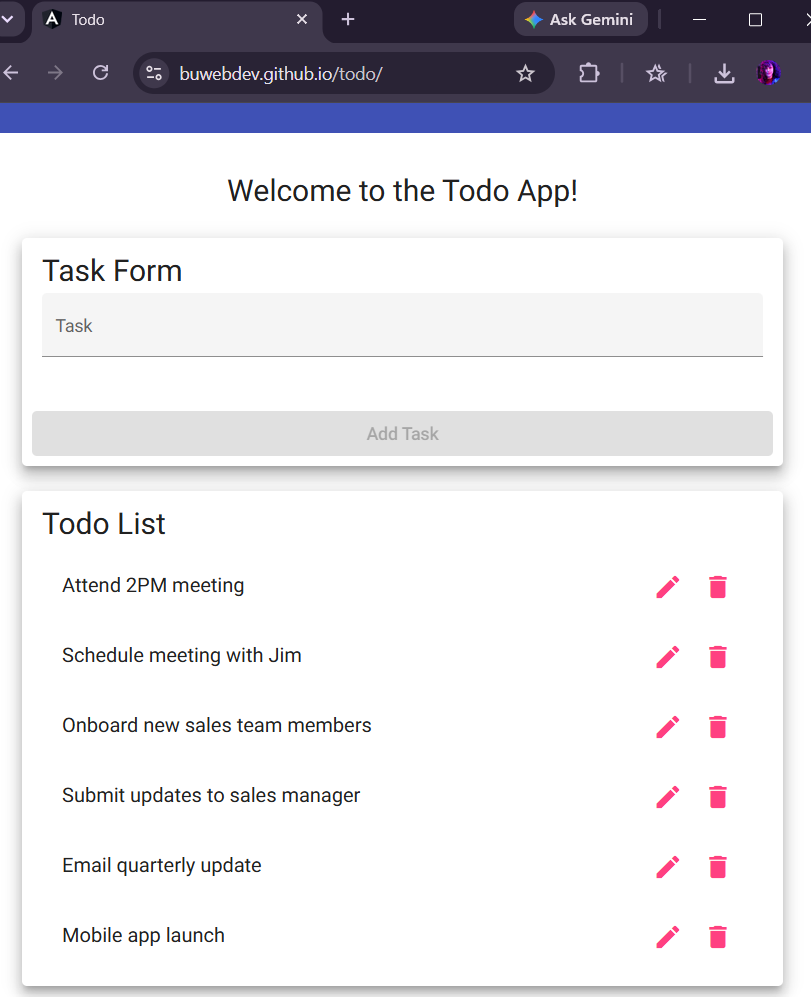 Todo
Ask Gemini
buwebdev.github.io/todo/
Welcome to the Todo App!
Task Form
Task
Add Task
Todo List
Attend 2PM meeting
Schedule meeting with Jim
Onboard new sales team members
Submit updates to sales manager
Email quarterly update
Mobile app launch